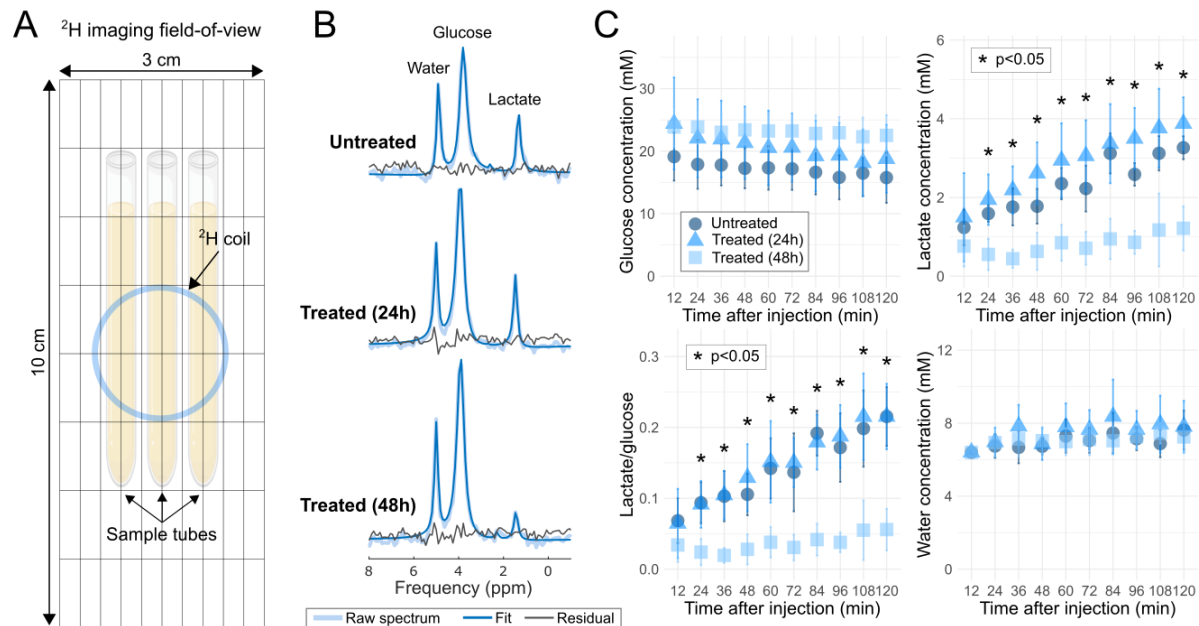 A
²H imaging field-of-view
3 cm
10 cm
²H coil
Sample tubes
B
Glucose
Water
Lactate
Untreated
Treated (24h)
Treated (48h)
8 6 4 2 0
Frequency (ppm)
Raw spectrum Fit Residual
C
Glucose concentration (mM)
30
20
10
0
Untreated
Treated (24h)
Treated (48h)
12 24 36 48 60 72 84 96 108 120
Time after injection (min)
Lactate concentration (mM)
6
4
2
0
* p<0.05
* * * * * * * * *
12 24 36 48 60 72 84 96 108 120
Time after injection (min)
Lactate/glucose
0.3
0.2
0.1
0.0
* p<0.05
* * * * * * * * *
12 24 36 48 60 72 84 96 108 120
Time after injection (min)
Water concentration (mM)
12
9
6
3
0
12 24 36 48 60 72 84 96 108 120
Time after injection (min)